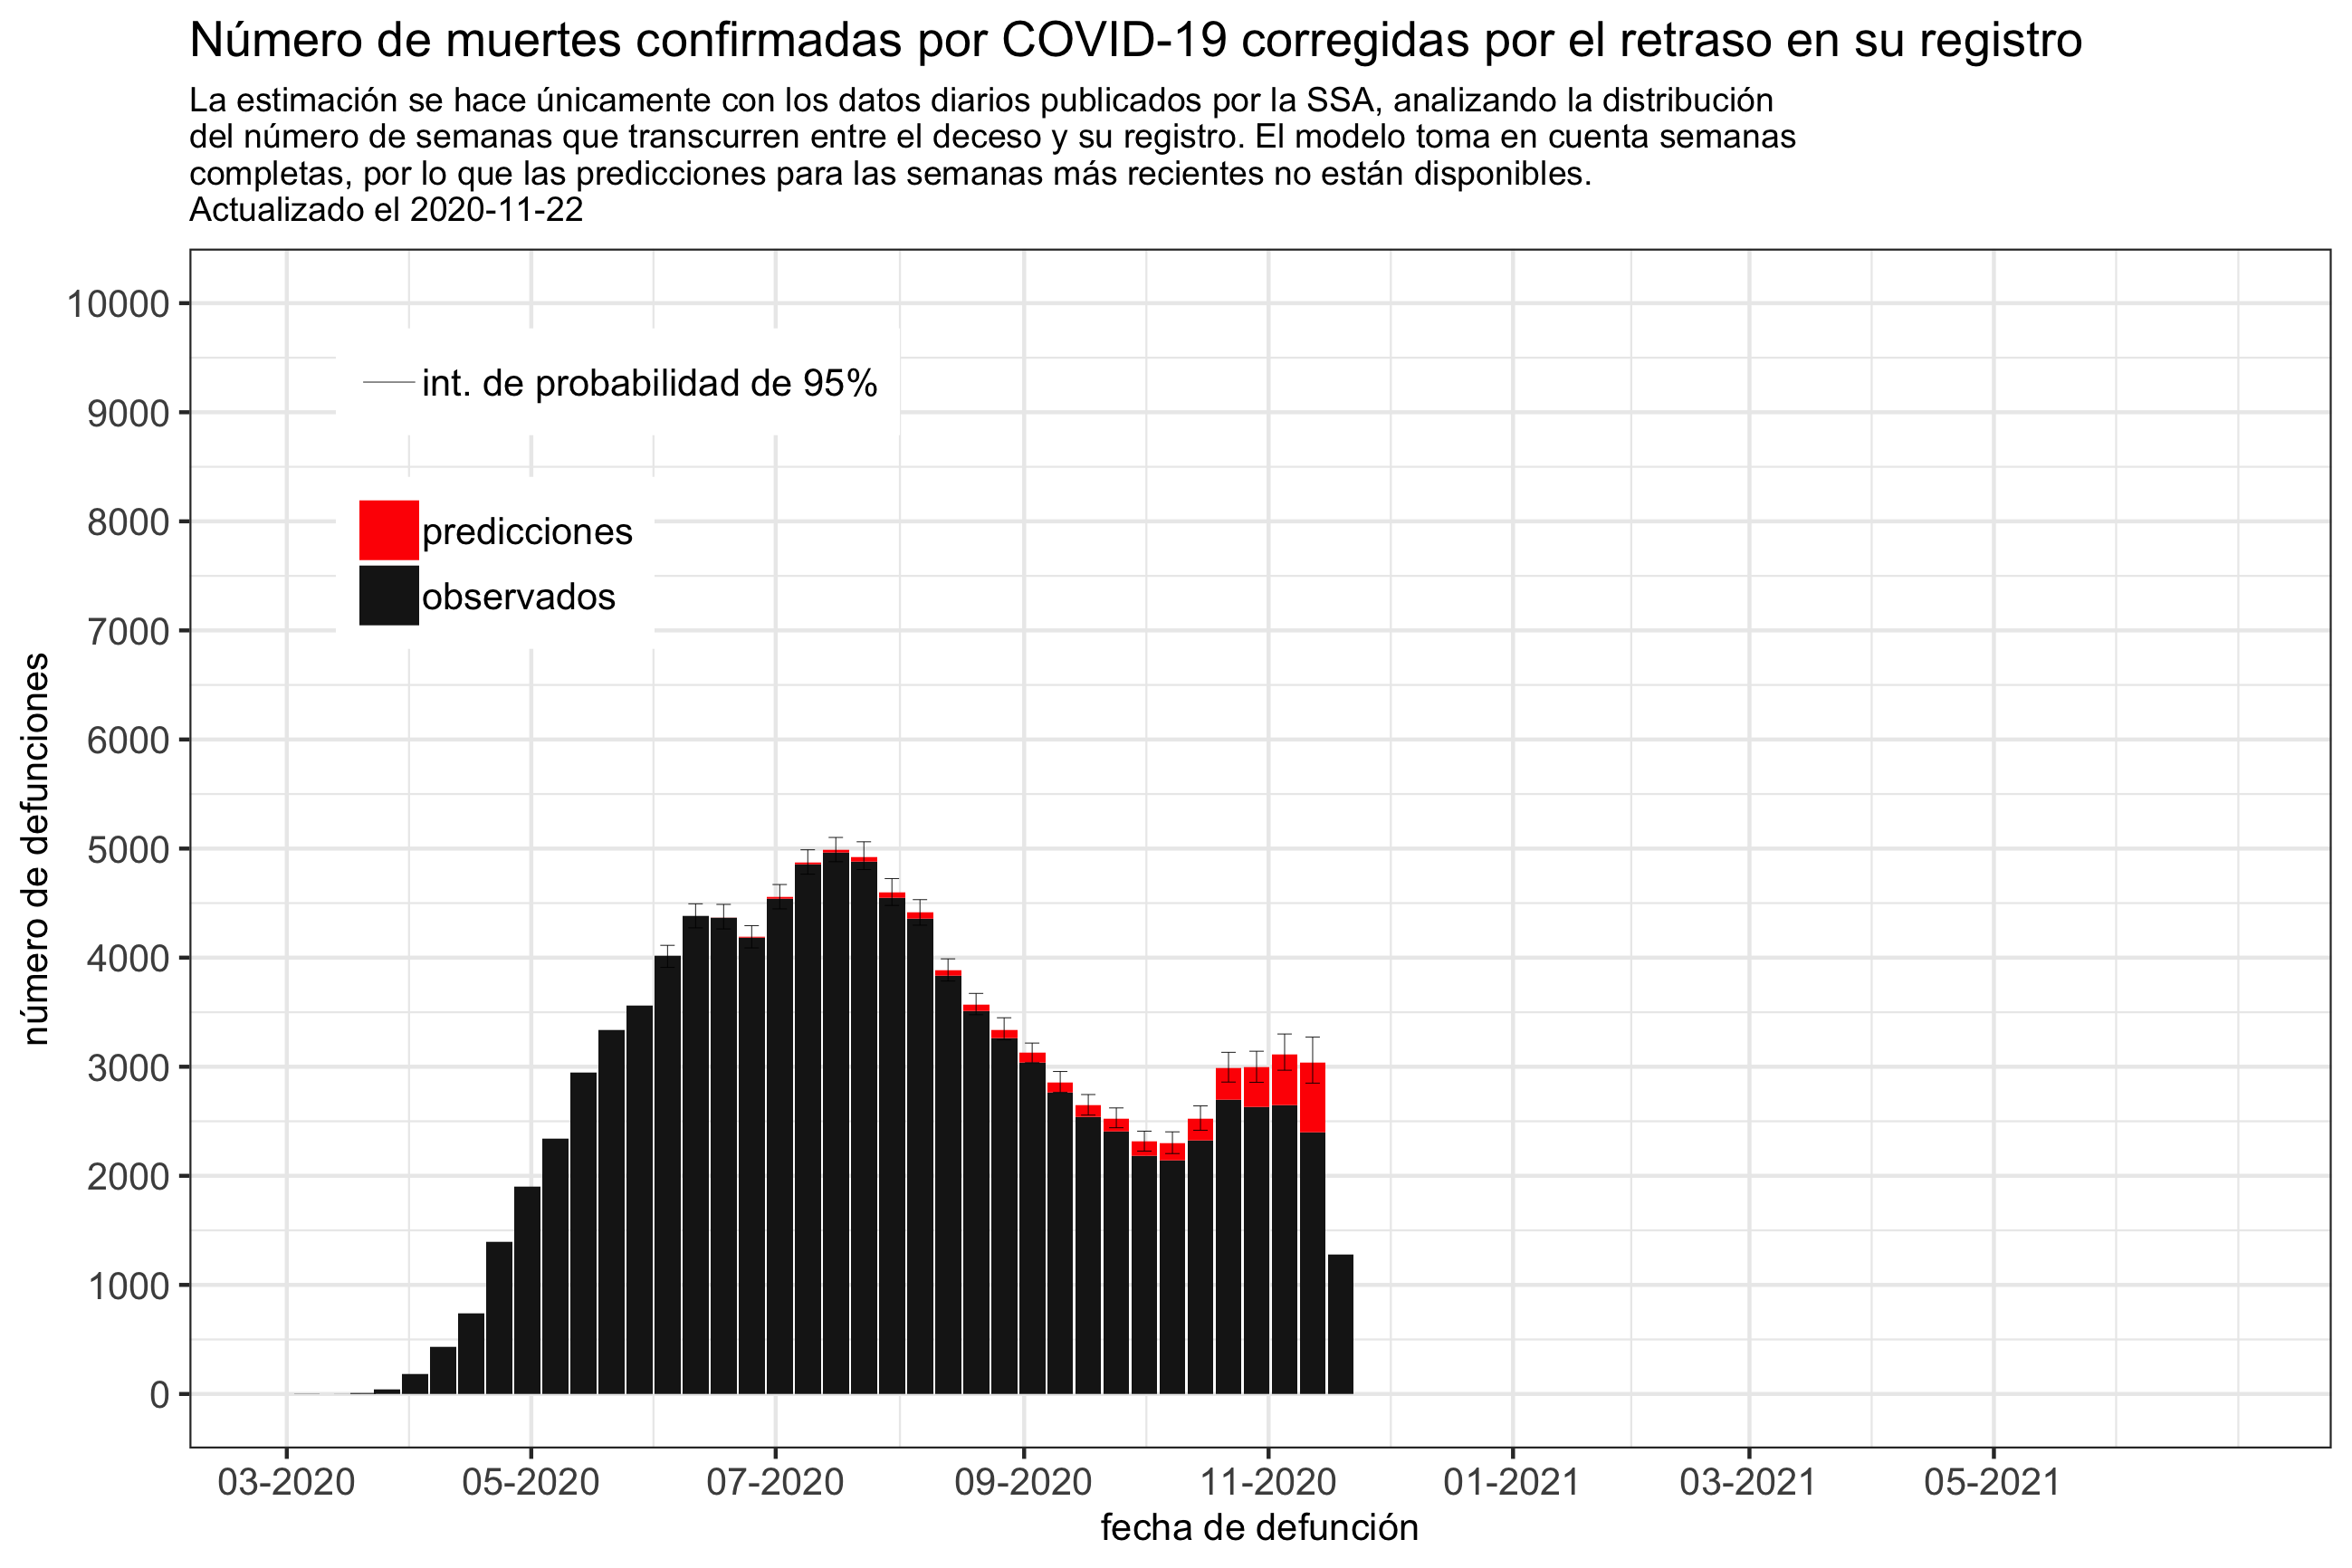 Número de muertes confirmadas por COVID-19 corregidas por el retraso en su registro
La estimación se hace únicamente con los datos diarios publicados por la SSA, analizando la distribución
del número de semanas que transcurren entre el deceso y su registro. El modelo toma en cuenta semanas
completas, por lo que las predicciones para las semanas más recientes no están disponibles.
Actualizado el 2020-11-22
número de defunciones
10000
9000
8000
7000
6000
5000
4000
3000
2000
1000
0
int. de probabilidad de 95%
predicciones
observados
03-2020
05-2020
07-2020
09-2020
11-2020
01-2021
03-2021
05-2021
fecha de defunción